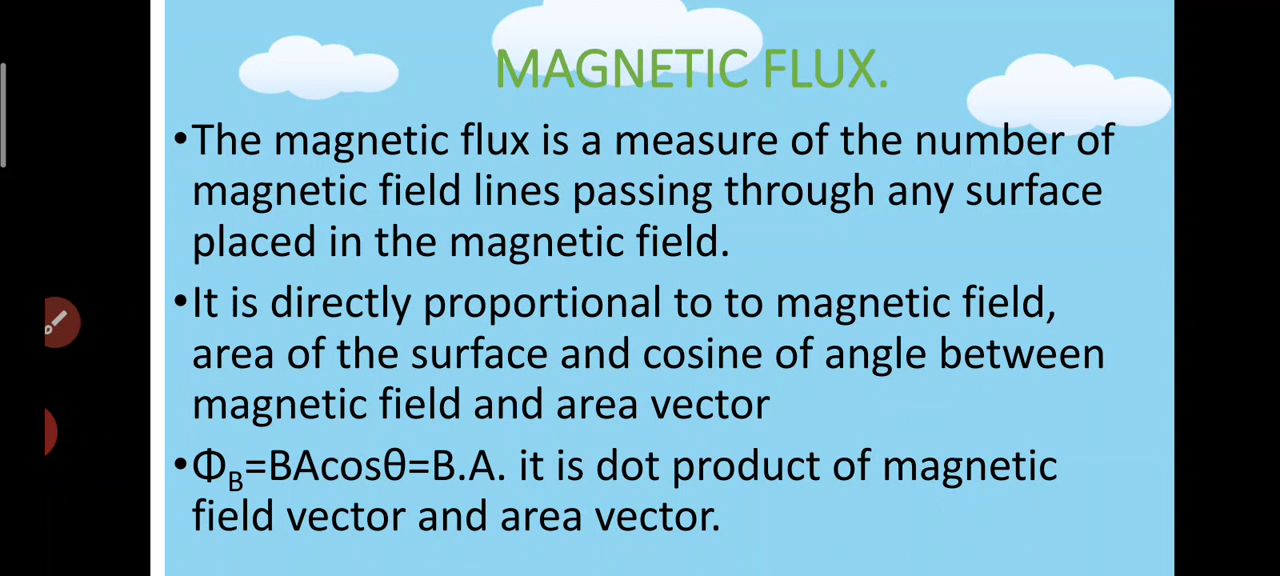 MAGNETIC FLUX.
•The magnetic flux is a measure of the number of
magnetic field lines passing through any surface
placed in the magnetic field.
•It is directly proportional to to magnetic field,
area of the surface and cosine of angle between
magnetic field and area vector
•ΦB=BAcosθ=B.A. it is dot product of magnetic
field vector and area vector.